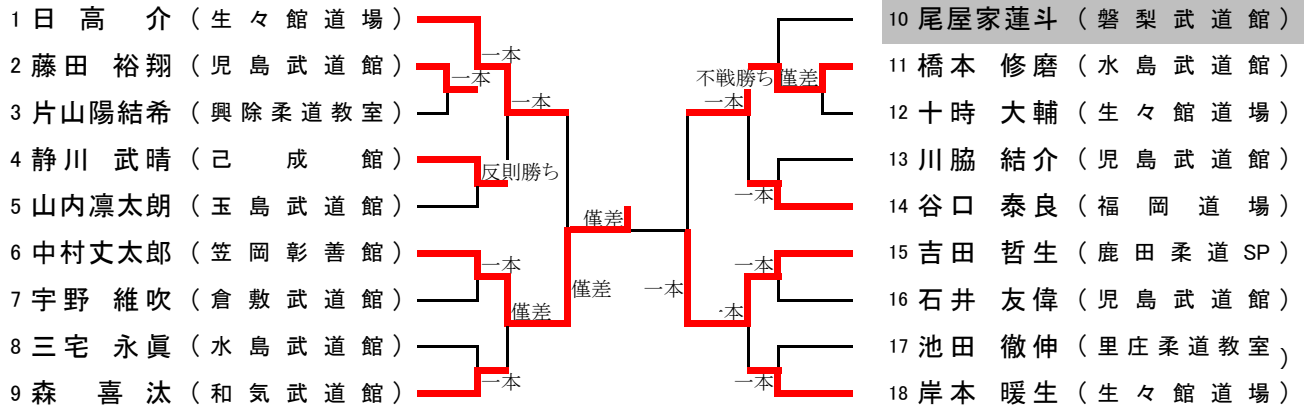 1 日高 介 (生々館道場)
2 藤田 裕翔 (児島武道館)
3 片山陽結希 (興除柔道教室)
4 静川 武晴 (己成館)
5 山内凛太朗 (玉島武道館)
6 中村丈太郎 (笠岡彰善館)
7 宇野 維吹 (倉敷武道館)
8 三宅 永眞 (水島武道館)
9 森 喜汰 (和気武道館)
一本
一本
一本
反則勝ち
一本
僅差
一本
僅差
僅差
一本
不戦勝ち
僅差
一本
一本
一本
一本
一本
10 尾屋家蓮斗 (磐梨武道館)
11 橋本 修磨 (水島武道館)
12 十時 大輔 (生々館道場)
13 川脇 結介 (児島武道館)
14 谷口 泰良 (福岡道場)
15 吉田 哲生 (鹿田柔道SP)
16 石井 友偉 (児島武道館)
17 池田 徹伸 (里庄柔道教室)
18 岸本 暖生 (生々館道場)